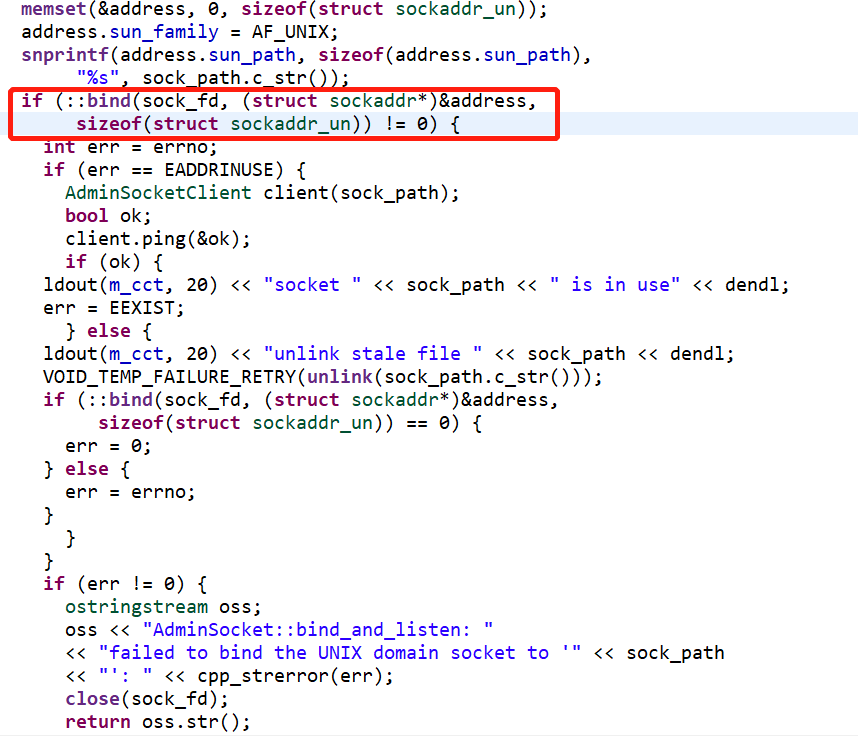 memset(&address, 0, sizeof(struct sockaddr_un));
address.sun_family = AF_UNIX;
snprintf(address.sun_path, sizeof(address.sun_path),
"%s", sock_path.c_str());
if (::bind(sock_fd, (struct sockaddr*)&address,
sizeof(struct sockaddr_un)) != 0) {
int err = errno;
if (err == EADDRINUSE) {
AdminSocketClient client(sock_path);
bool ok;
client.ping(&ok);
if (ok) {
ldout(m_cct, 20) << "socket " << sock_path << " is in use" << dendl;
err = EEXIST;
} else {
ldout(m_cct, 20) << "unlink stale file " << sock_path << dendl;
VOID_TEMP_FAILURE_RETRY(unlink(sock_path.c_str()));
if (::bind(sock_fd, (struct sockaddr*)&address,
sizeof(struct sockaddr_un)) == 0) {
err = 0;
} else {
err = errno;
}
}
}
if (err != 0) {
ostringstream oss;
oss << "AdminSocket::bind_and_listen: "
<< "failed to bind the UNIX domain socket to '" << sock_path
<< "': " << cpp_strerror(err);
close(sock_fd);
return oss.str();